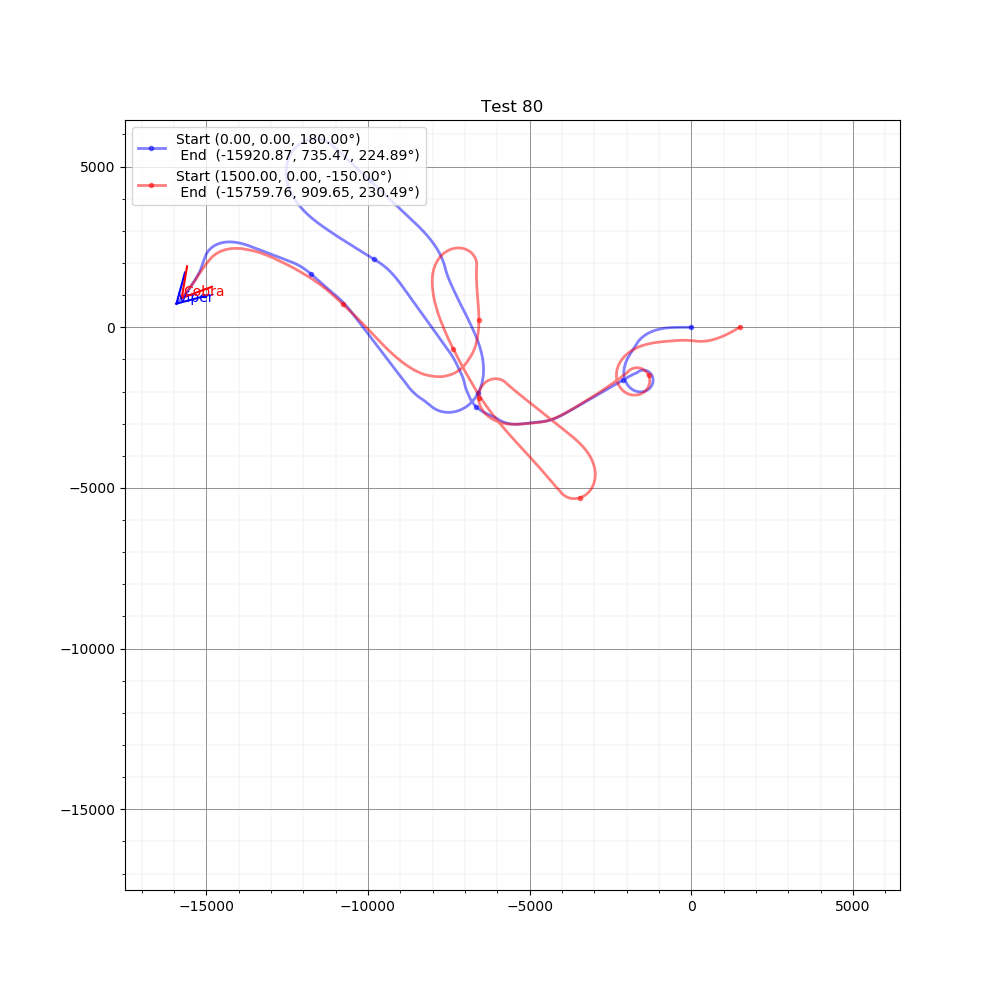 Test 80
Start (0.00, 0.00, 180.00°)
End (-15920.87, 735.47, 224.89°)
Start (1500.00, 0.00, -150.00°)
End (-15759.76, 909.65, 230.49°)
5000
0
−5000
−10000
−15000
Cobra
Viper
−15000
−10000
−5000
0
5000